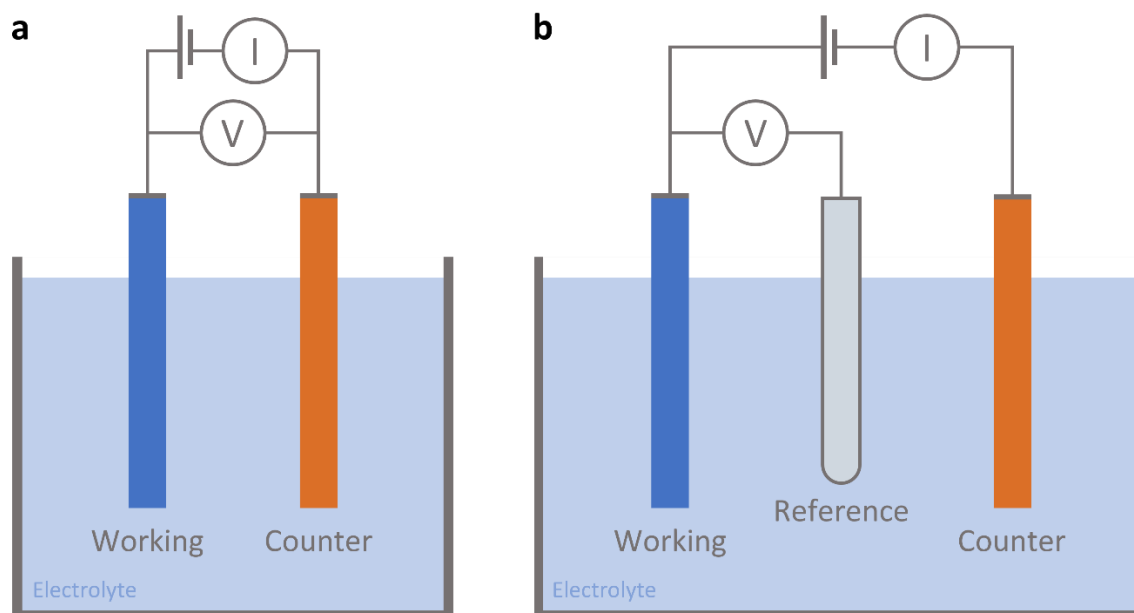 a
I
V
Working
Counter
Electrolyte
b
I
V
Working
Reference
Counter
Electrolyte